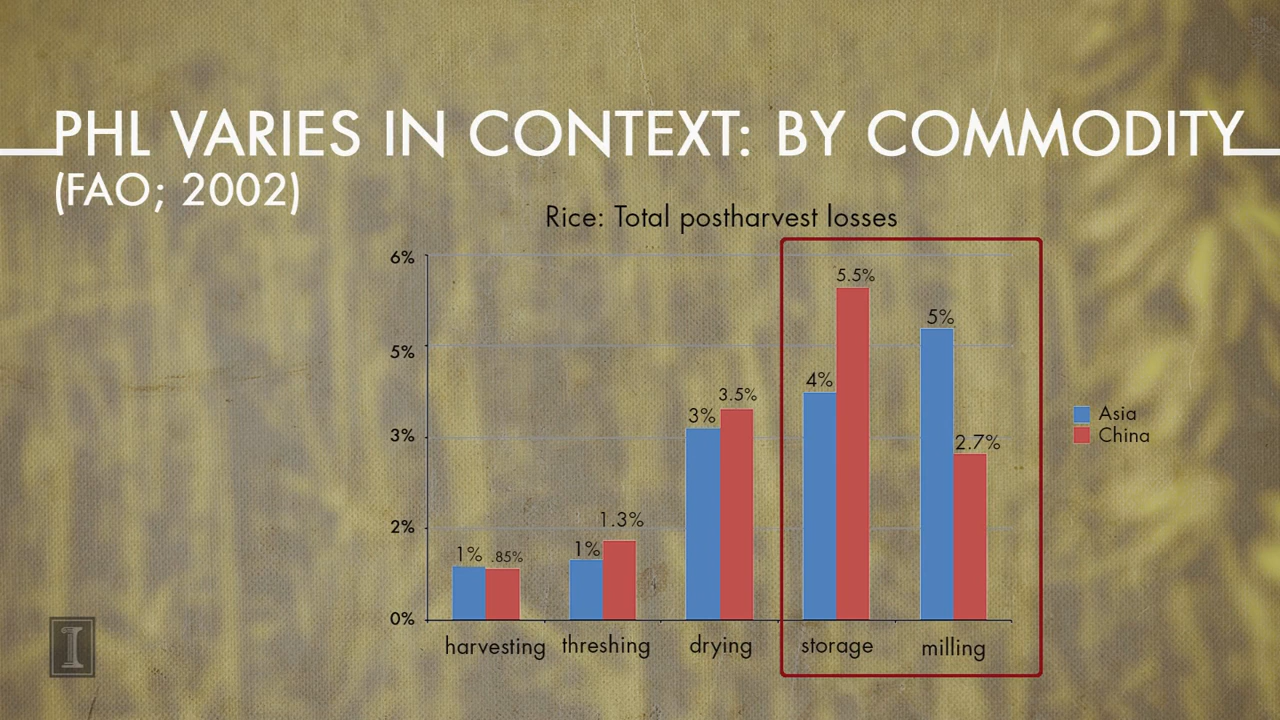 PHL VARIES IN CONTEXT: BY COMMODITY
(FAO; 2002)
Rice: Total postharvest losses
6%
5%
3%
2%
0%
1%
.85%
1%
1.3%
3%
3.5%
4%
5.5%
5%
2.7%
harvesting
threshing
drying
storage
milling
Asia
China
I